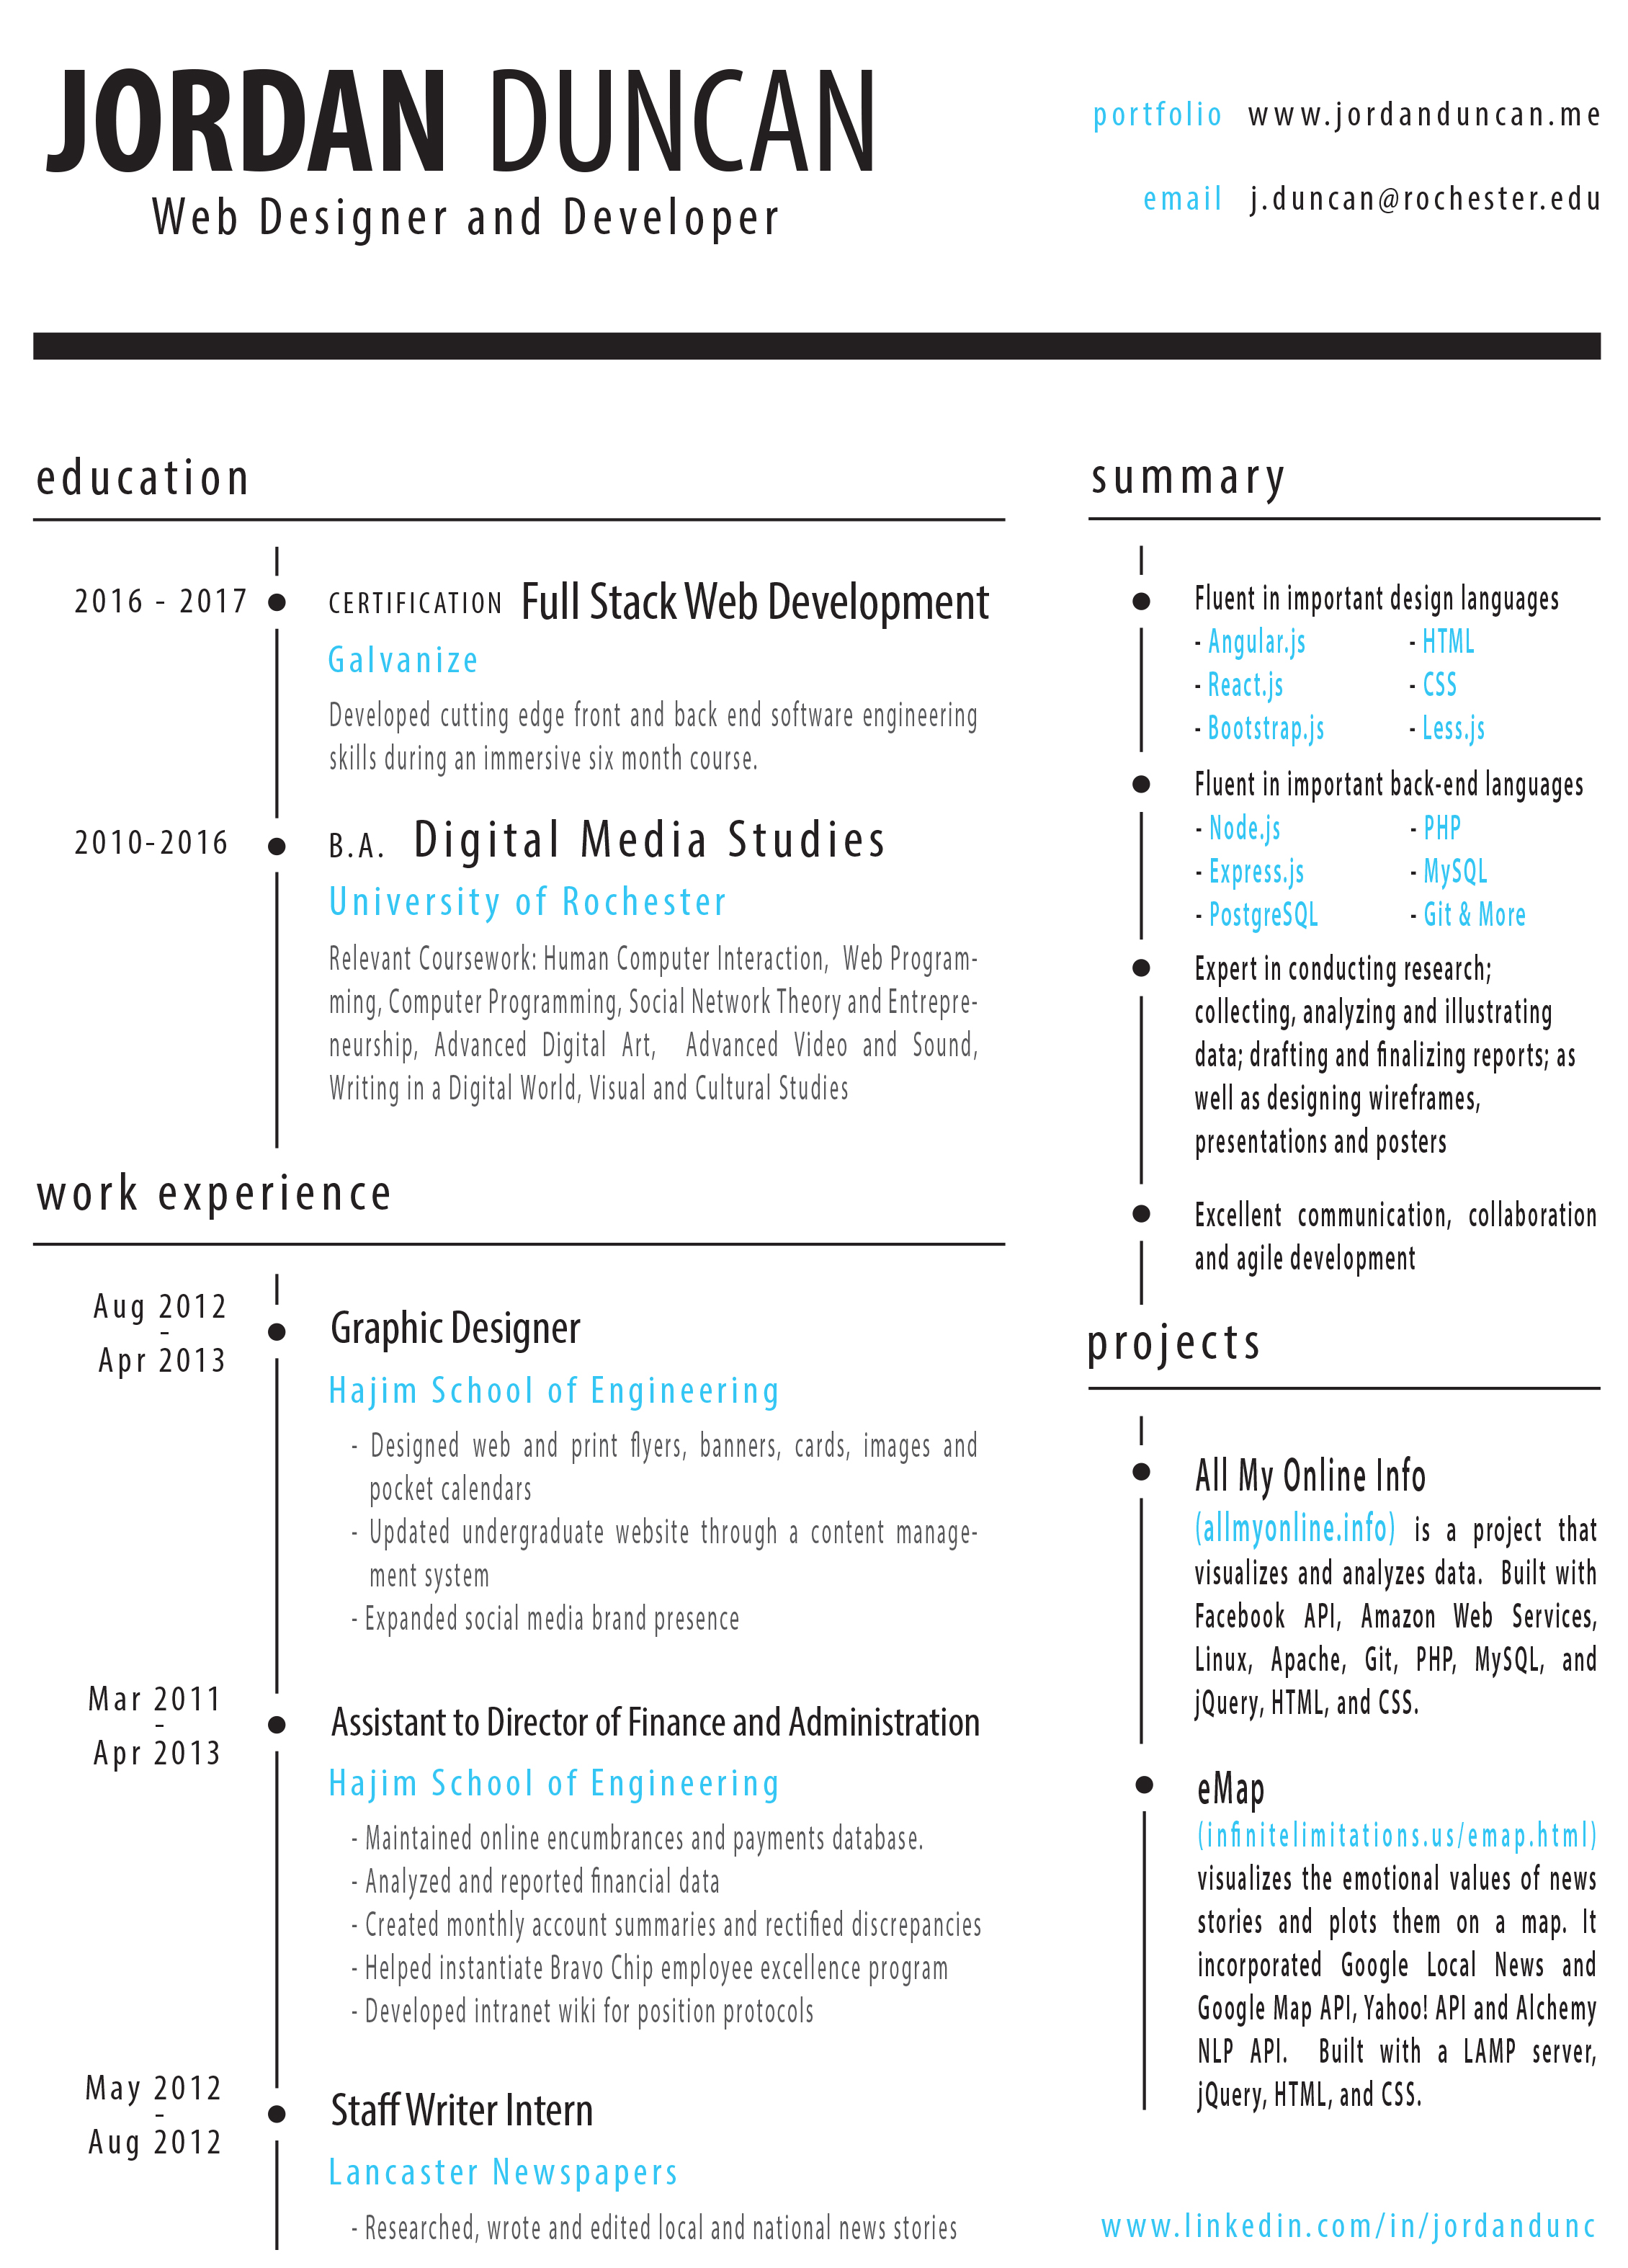 JORDAN DUNCAN
Web Designer and Developer
portfolio www.jordanduncan.me
email j.duncan@rochester.edu
education
2016 - 2017
CERTIFICATION Full Stack Web Development
Galvanize
Developed cutting edge front and back end software engineering
skills during an immersive six month course.
2010-2016
B.A. Digital Media Studies
University of Rochester
Relevant Coursework: Human Computer Interaction, Web Program-
ming, Computer Programming, Social Network Theory and Entrepre-
neurship, Advanced Digital Art, Advanced Video and Sound,
Writing in a Digital World, Visual and Cultural Studies
work experience
Aug 2012
-
Apr 2013
Graphic Designer
Hajim School of Engineering
- Designed web and print flyers, banners, cards, images and
pocket calendars
- Updated undergraduate website through a content manage-
ment system
- Expanded social media brand presence
Mar 2011
-
Apr 2013
Assistant to Director of Finance and Administration
Hajim School of Engineering
- Maintained online encumbrances and payments database.
- Analyzed and reported financial data
- Created monthly account summaries and rectified discrepancies
- Helped instantiate Bravo Chip employee excellence program
- Developed intranet wiki for position protocols
May 2012
-
Aug 2012
Staff Writer Intern
Lancaster Newspapers
- Researched, wrote and edited local and national news stories
summary
Fluent in important design languages
- Angular.js - HTML
- React.js - CSS
- Bootstrap.js - Less.js
Fluent in important back-end languages
- Node.js - PHP
- Express.js - MySQL
- PostgreSQL - Git & More
Expert in conducting research;
collecting, analyzing and illustrating
data; drafting and finalizing reports; as
well as designing wireframes,
presentations and posters
Excellent communication, collaboration
and agile development
projects
All My Online Info
(allmyonline.info) is a project that
visualizes and analyzes data. Built with
Facebook API, Amazon Web Services,
Linux, Apache, Git, PHP, MySQL, and
jQuery, HTML, and CSS.
eMap
(infinitelimitations.us/emap.html)
visualizes the emotional values of news
stories and plots them on a map. It
incorporated Google Local News and
Google Map API, Yahoo! API and Alchemy
NLP API. Built with a LAMP server,
jQuery, HTML, and CSS.
www.linkedin.com/in/jordandunc